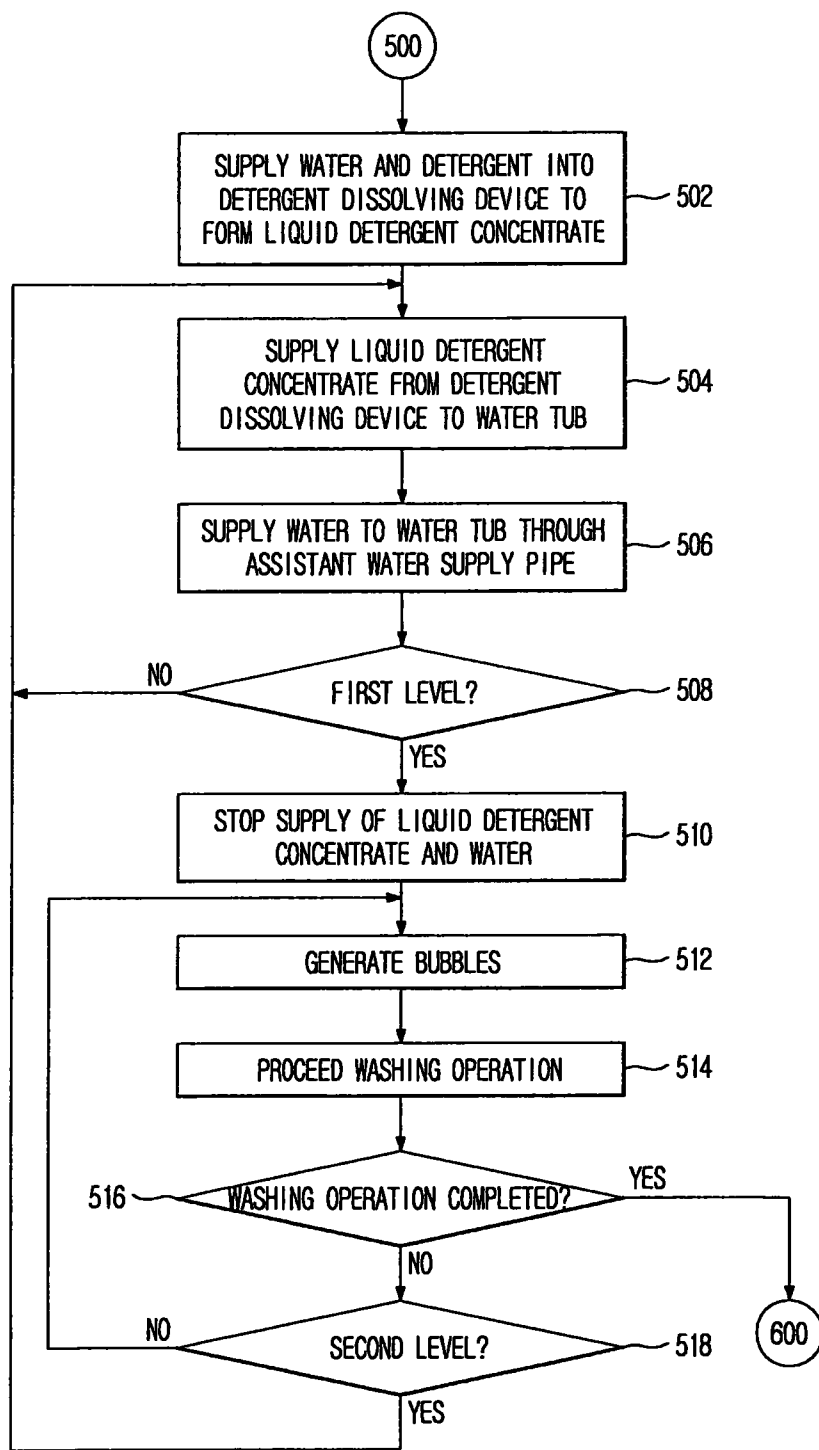 500
SUPPLY WATER AND DETERGENT INTO
DETERGENT DISSOLVING DEVICE TO
FORM LIQUID DETERGENT CONCENTRATE
502
SUPPLY LIQUID DETERGENT
CONCENTRATE FROM DETERGENT
DISSOLVING DEVICE TO WATER TUB
504
SUPPLY WATER TO WATER TUB THROUGH
ASSISTANT WATER SUPPLY PIPE
506
NO
FIRST LEVEL?
508
YES
STOP SUPPLY OF LIQUID DETERGENT
CONCENTRATE AND WATER
510
GENERATE BUBBLES
512
PROCEED WASHING OPERATION
514
516
WASHING OPERATION COMPLETED?
YES
NO
600
NO
SECOND LEVEL?
518
YES